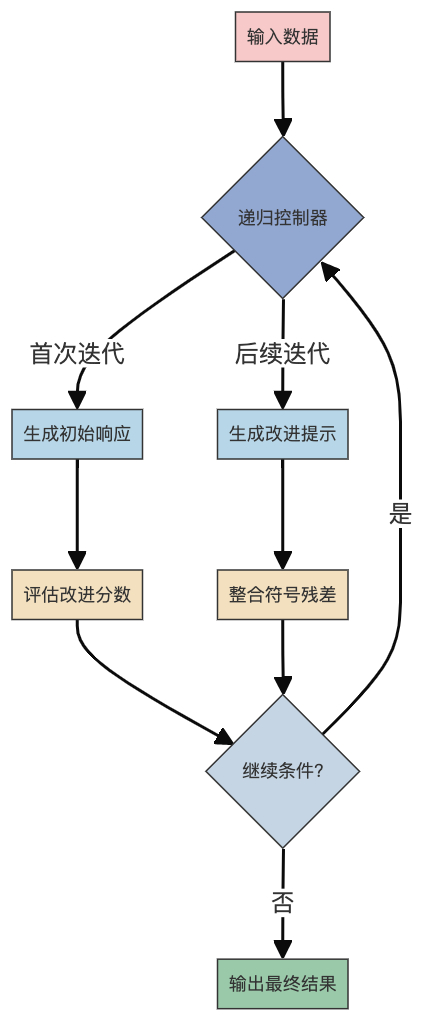 输入数据
递归控制器
首次迭代
后续迭代
生成初始响应
生成改进提示
是
评估改进分数
整合符号残差
继续条件?
否
输出最终结果